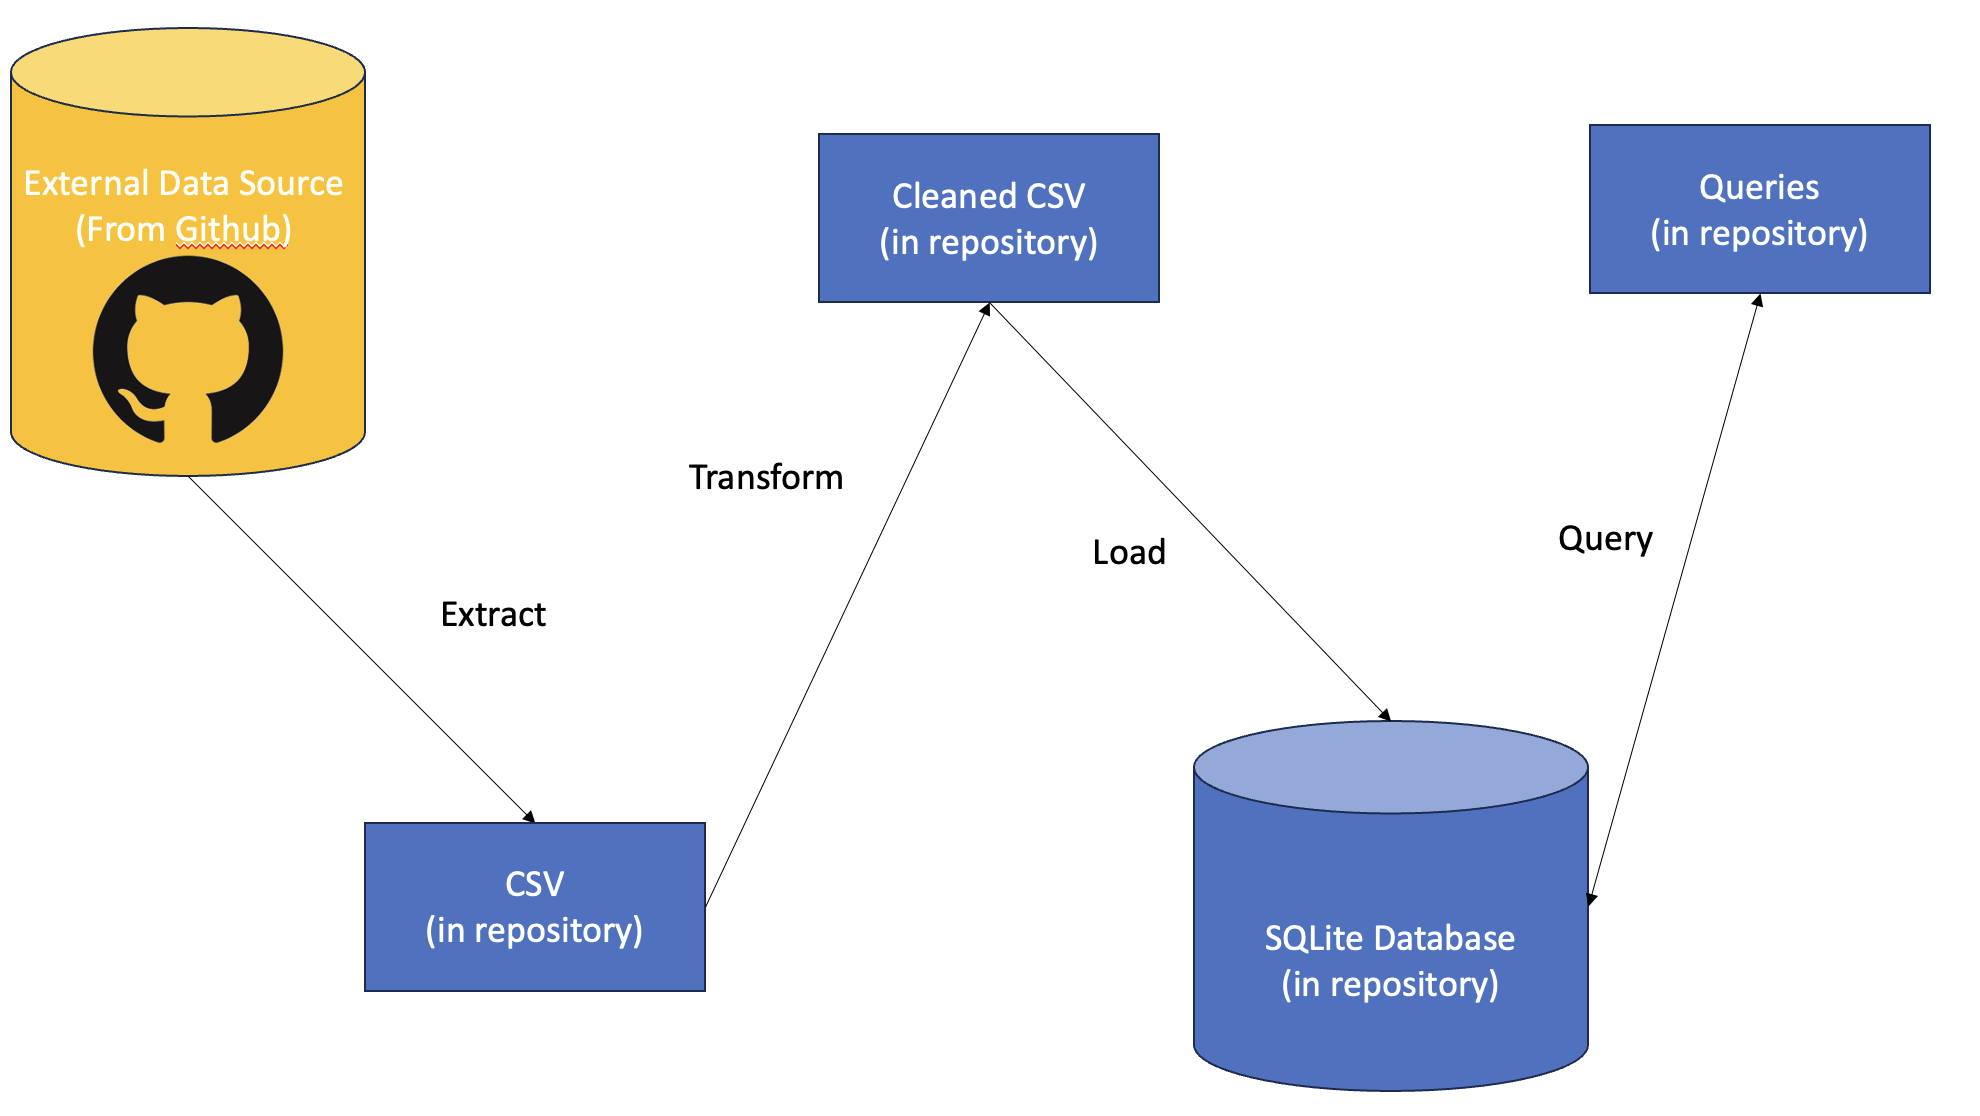 External Data Source
(From Github)
Extract
CSV
(in repository)
Transform
Cleaned CSV
(in repository)
Load
SQLite Database
(in repository)
Query
Queries
(in repository)